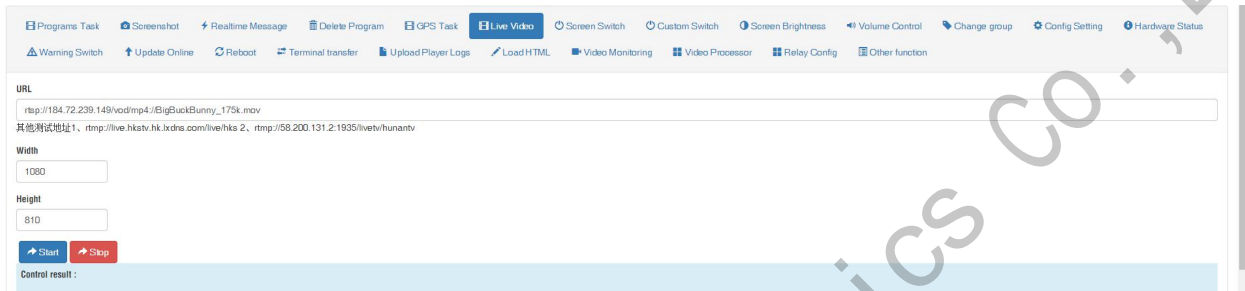 Programs Task Screenshot Realtime Message Delete Program GPS Task Live Video Screen Switch Custom Switch Screen Brightness Volume Control Change group Config Setting Hardware Status
Warning Switch Update Online Reboot Terminal transfer Upload Player Logs Load HTML Video Monitoring Video Processor Relay Config Other function
URL
rtsp://184.72.239.149/vod/mp4://BigBuckBunny_175k.mov
其他测试地址1、rtmp://live.hkstv.hk.lxdns.com/live/hks 2、rtmp://58.200.131.2:1935/livetv/hunantv
Width
1080
Height
810
Start Stop
Control result :
ics Co.,